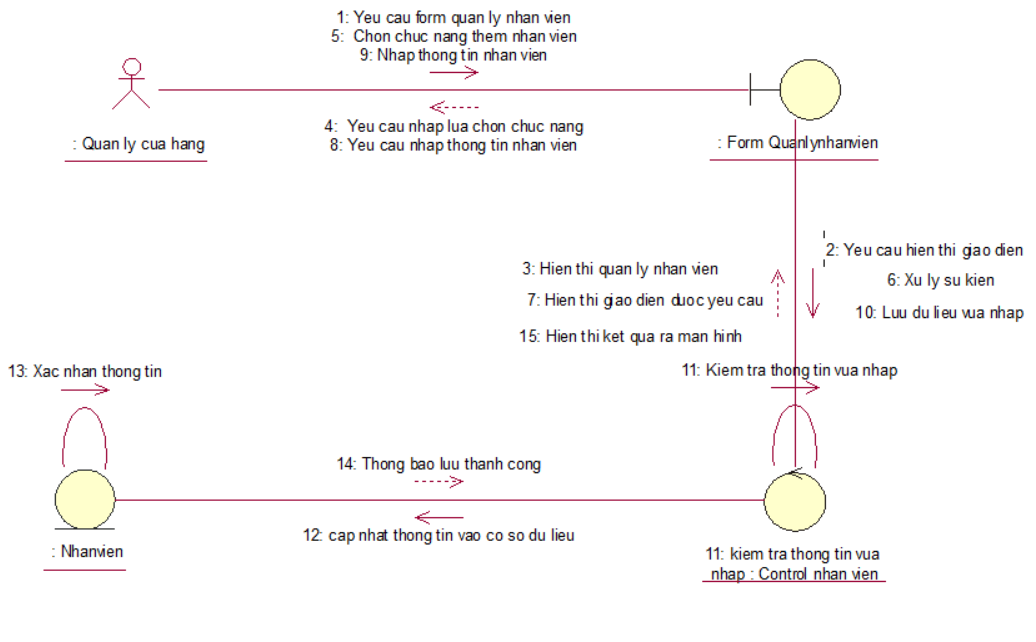 1: Yeu cau form quan ly nhan vien
5: Chon chuc nang them nhan vien
9: Nhap thong tin nhan vien
4: Yeu cau nhap lua chon chuc nang
8: Yeu cau nhap thong tin nhan vien
: Quan ly cua hang
: Form Quanlynhanvien
2: Yeu cau hien thi giao dien
6: Xu ly su kien
10: Luu du lieu vua nhap
3: Hien thi quan ly nhan vien
7: Hien thi giao dien duoc yeu cau
15: Hien thi ket qua ra man hinh
13: Xac nhan thong tin
11: Kiem tra thong tin vua nhap
14: Thong bao luu thanh cong
12: cap nhat thong tin vao co so du lieu
: Nhanvien
11: kiem tra thong tin vua
nhap : Control nhan vien